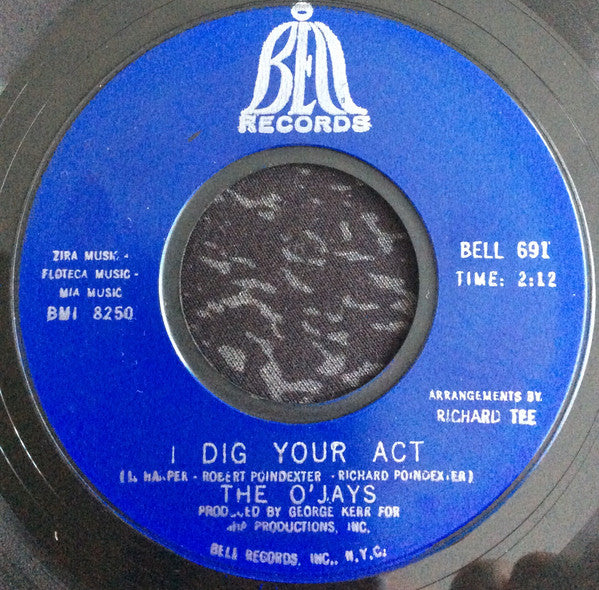 BELL
RECORDS
ZIRA MUSIC -
FLOTECA MUSIC -
MIA MUSIC
BMI 8250
BELL 691
TIME: 2:12
ARRANGEMENTS BY
RICHARD TEE
I DIG YOUR ACT
HARPER - ROBERT POINDEXTER - RICHARD POINDEXTER)
THE O'JAYS
PRODUCED BY GEORGE KERR FOR
PRODUCTIONS, INC.
BELL RECORDS, INC., N.Y.C.